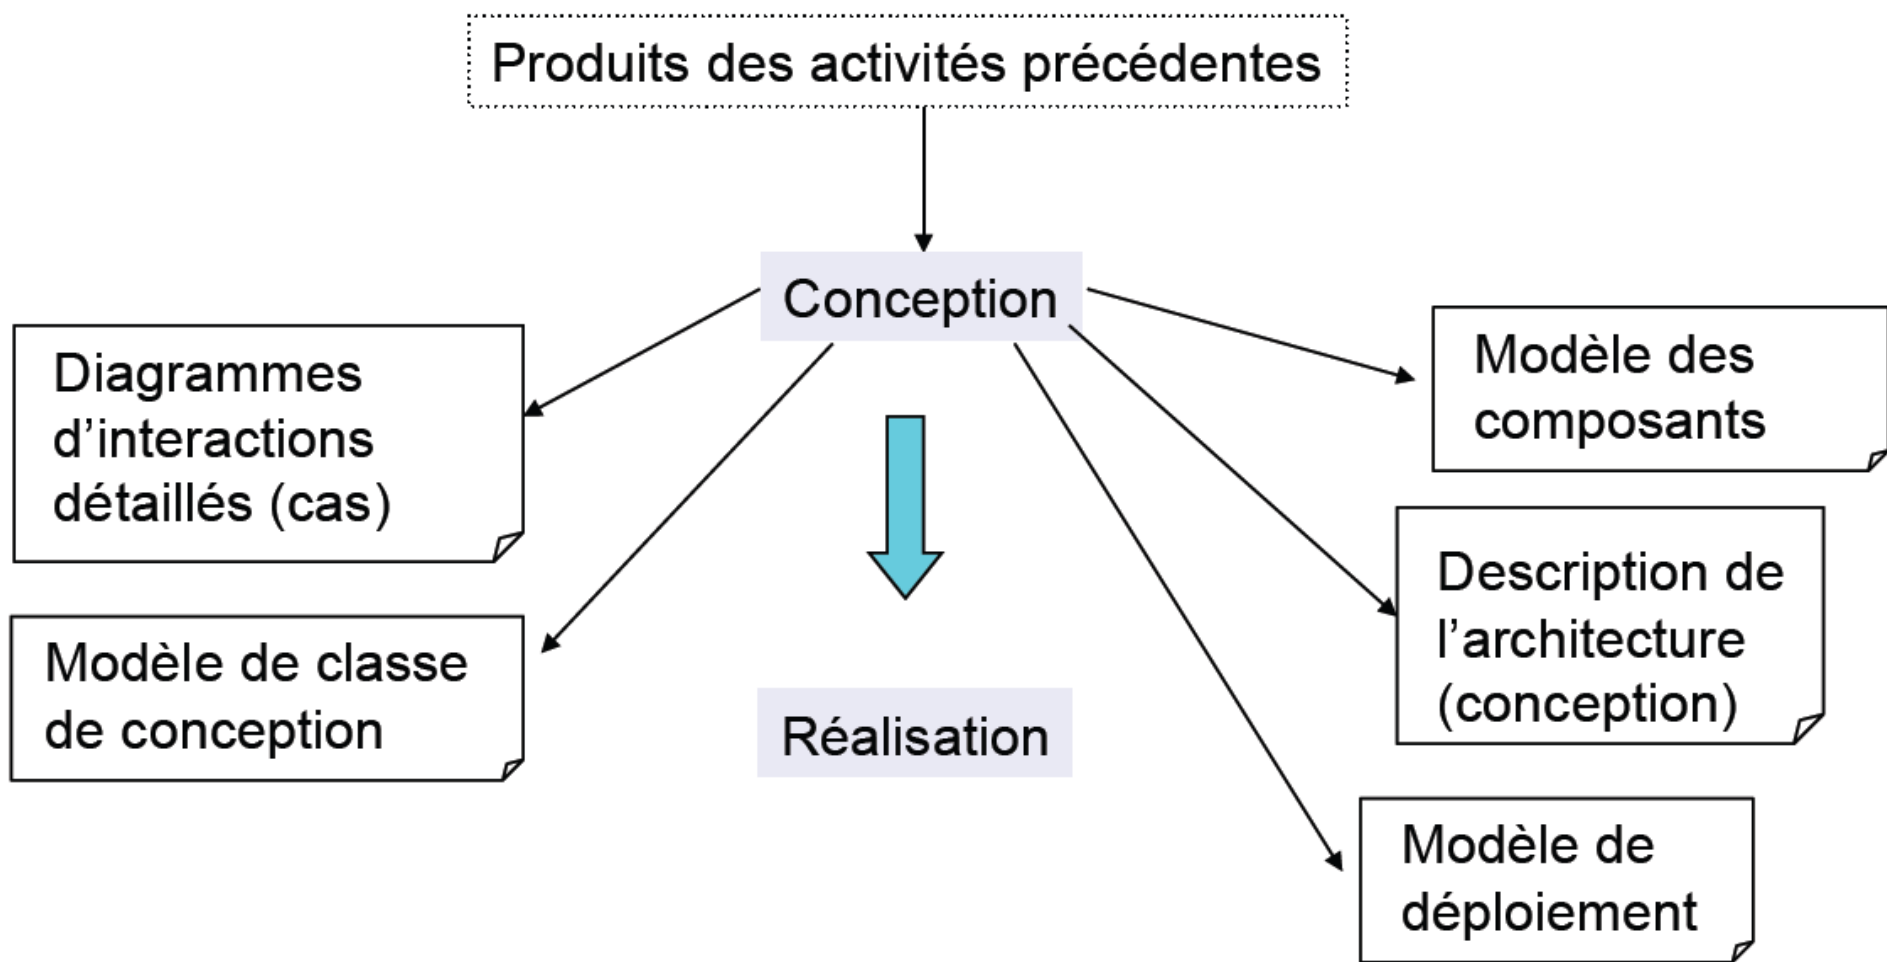 Produits des activités précédentes
Conception
Diagrammes
d’interactions
détaillés (cas)
Modèle de classe
de conception
Réalisation
Modèle des
composants
Description de
l’architecture
(conception)
Modèle de
déploiement